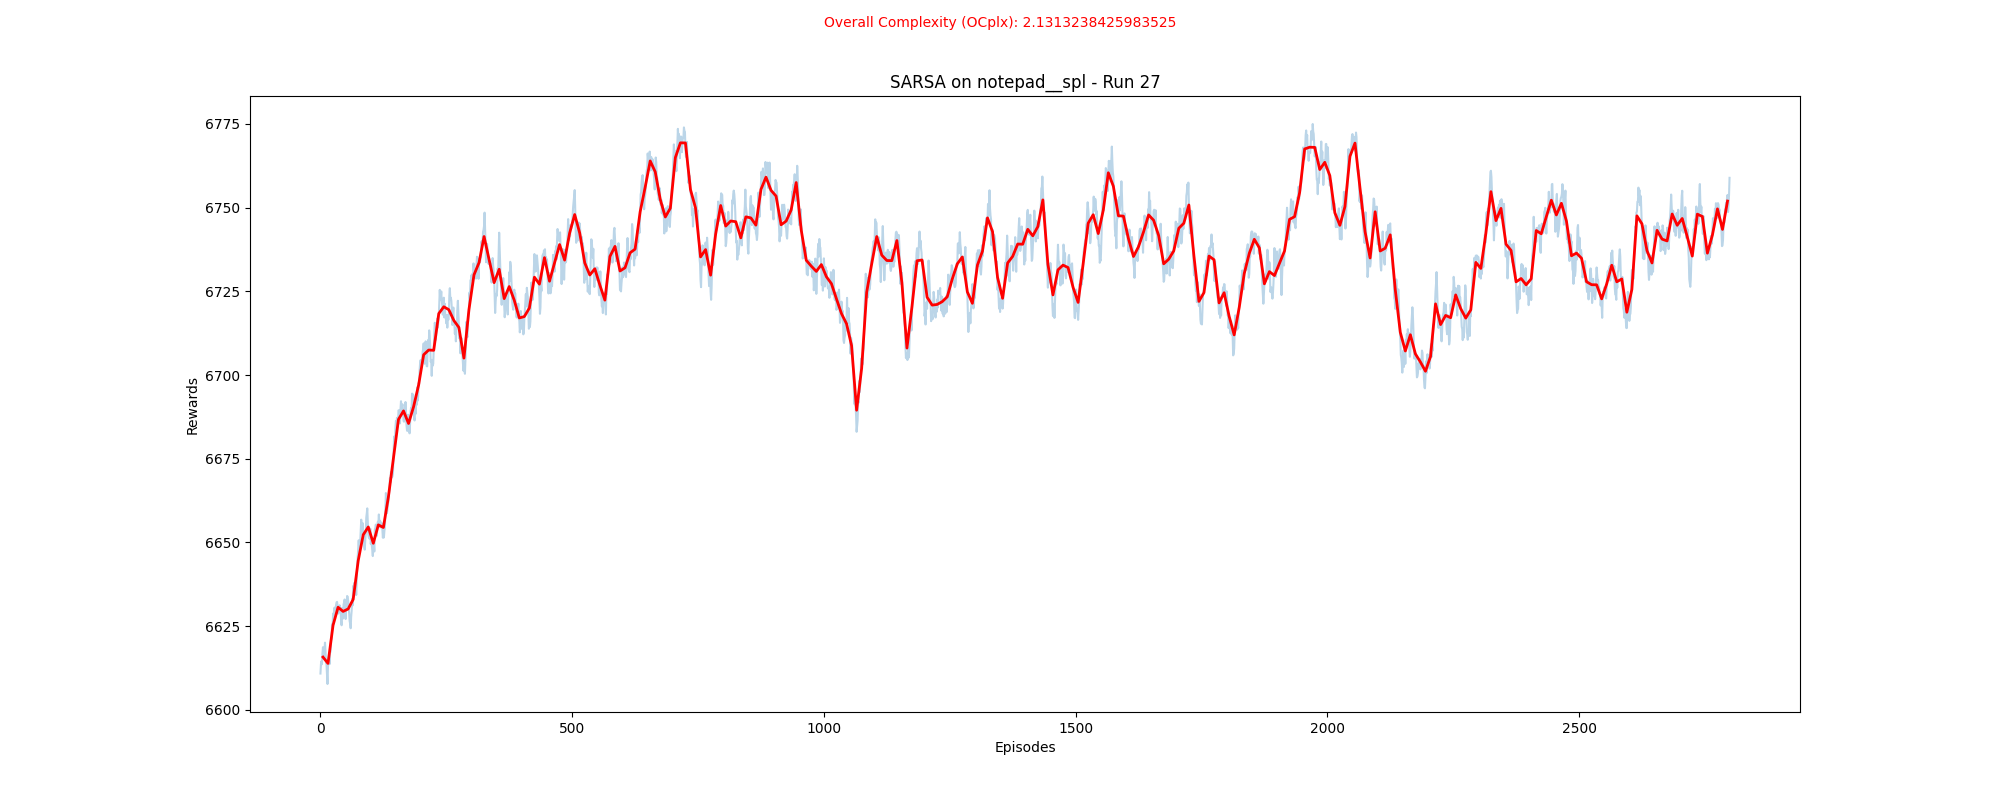 Overall Complexity (OCplx): 2.1313238425983525
SARSA on notepad__spl - Run 27
6775
6750
6725
6700
6675
6650
6625
6600
Rewards
0 500 1000 1500 2000 2500
Episodes